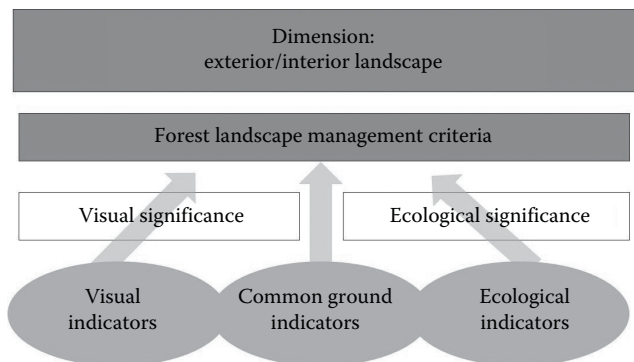 Dimension:
exterior/interior landscape
Forest landscape management criteria
Visual significance
Ecological significance
Visual
indicators
Common ground
indicators
Ecological
indicators